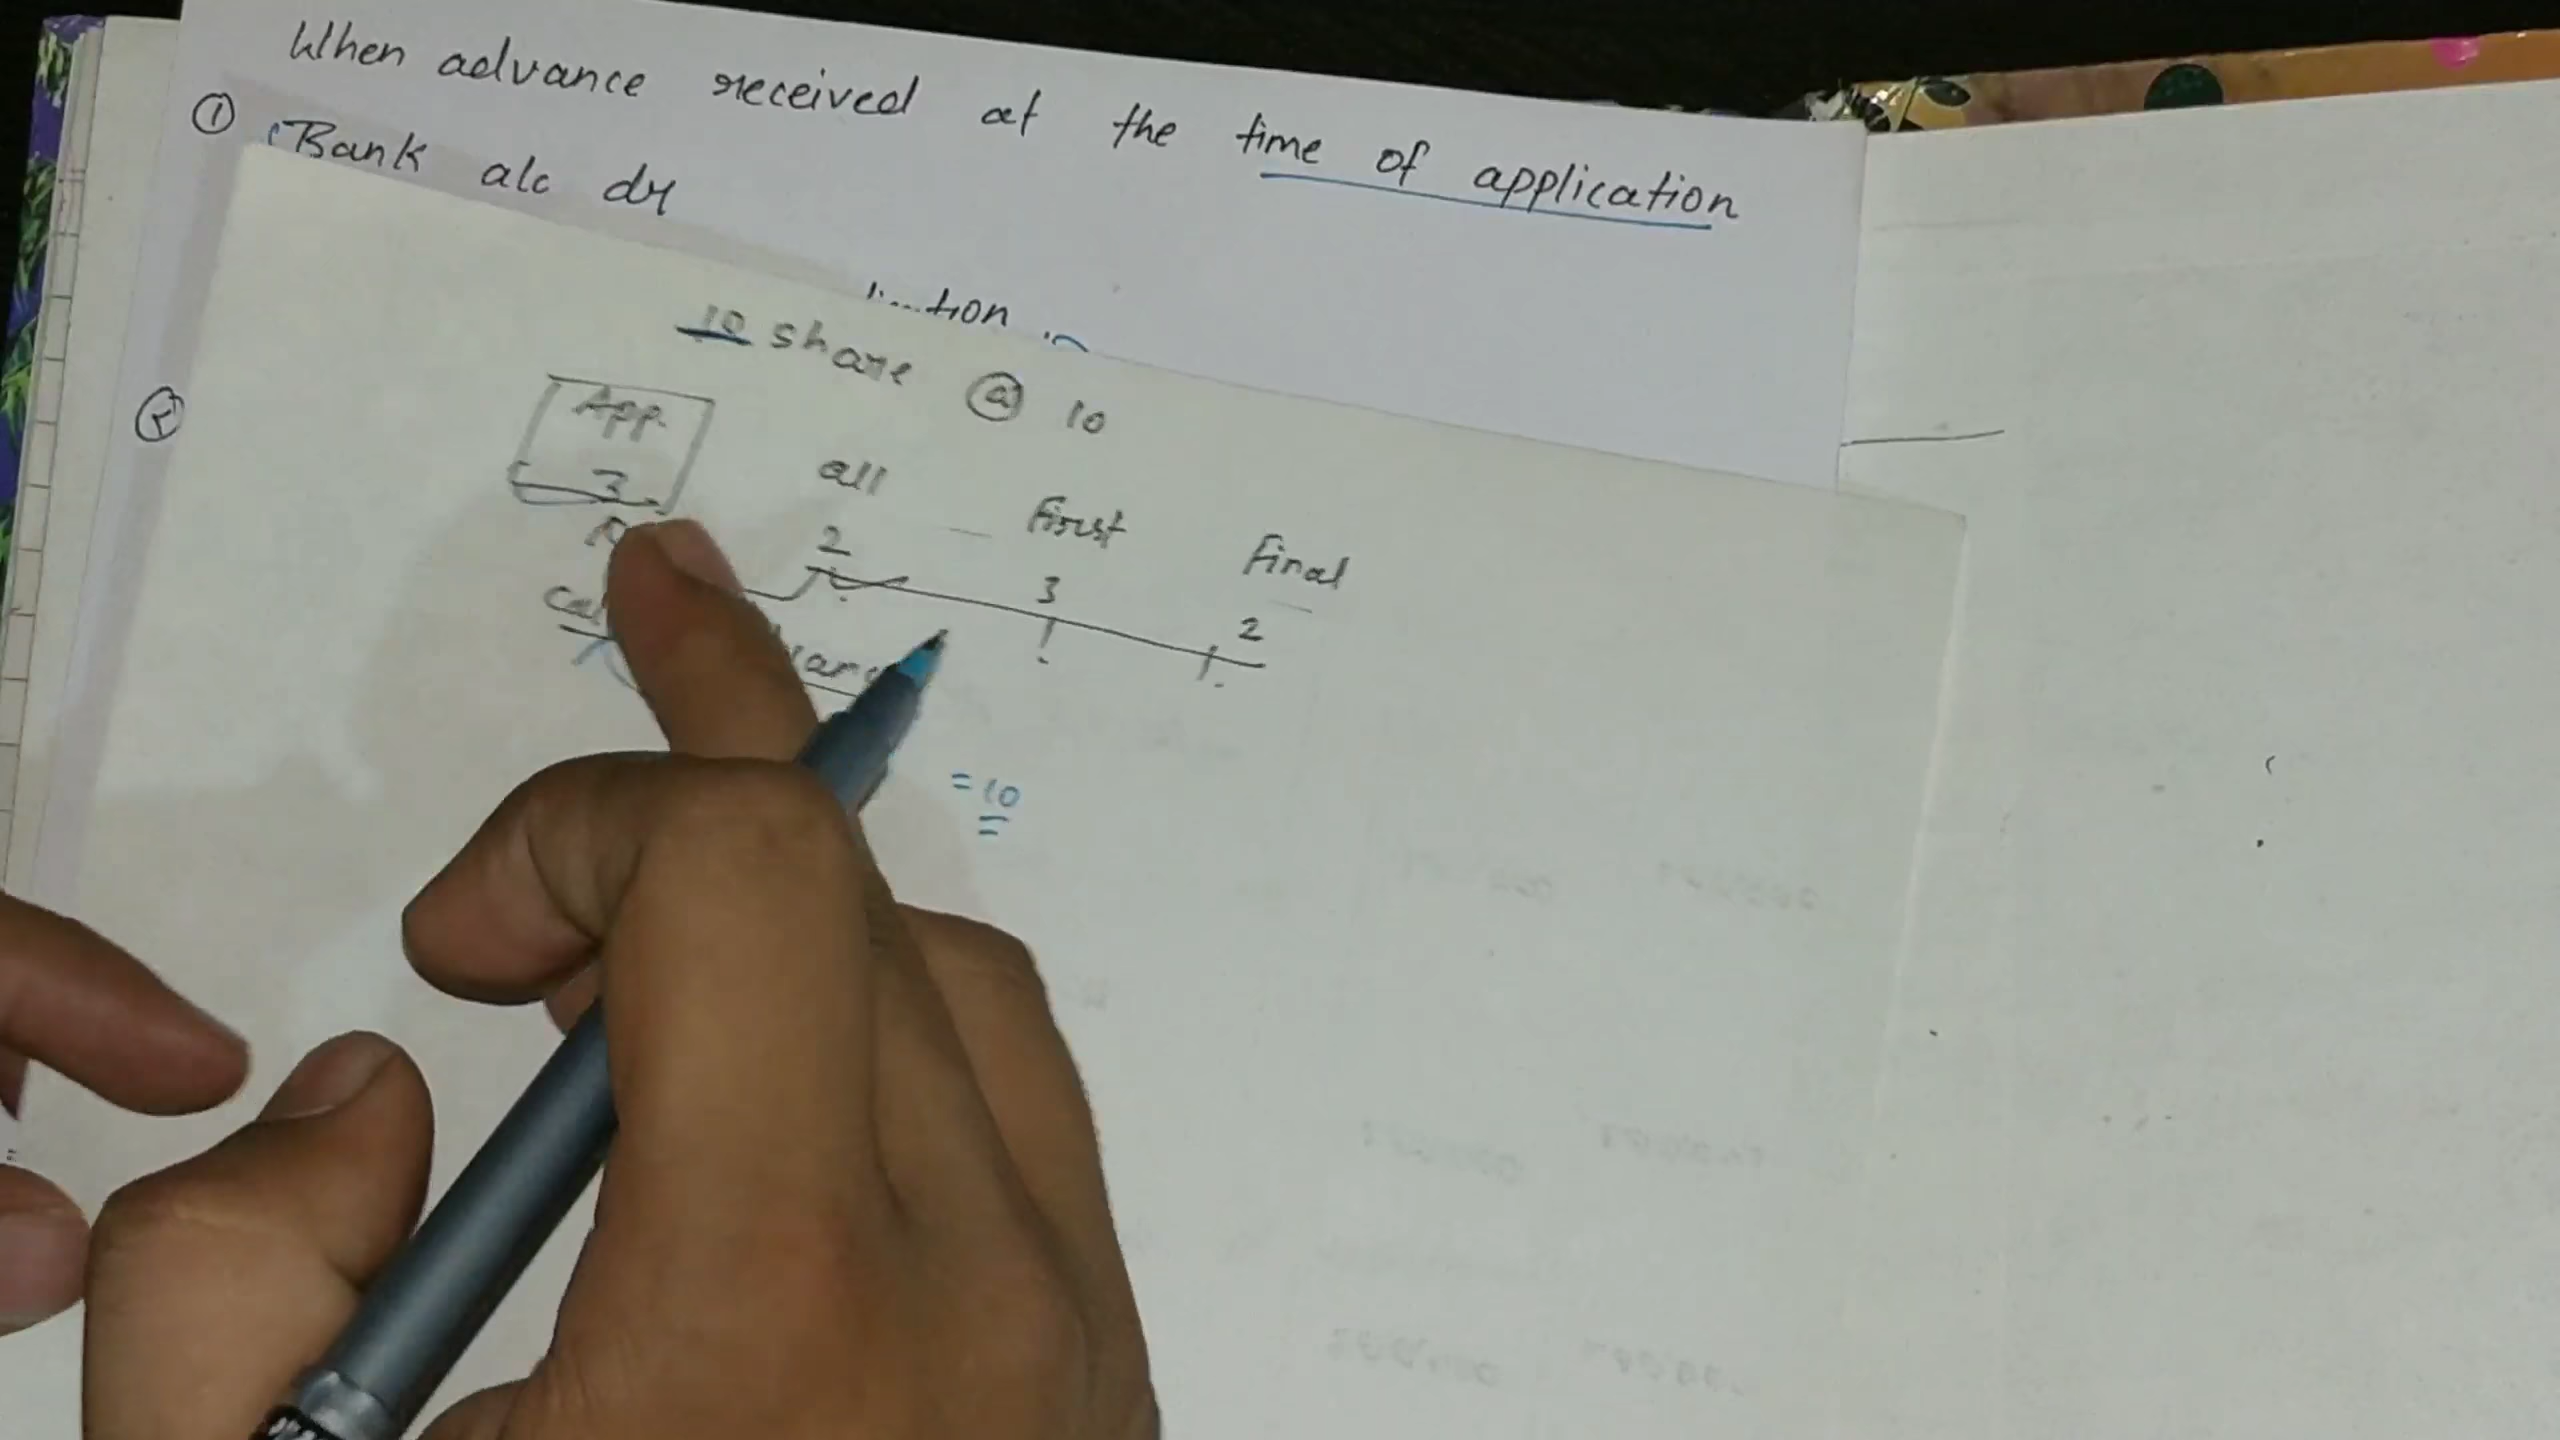 When advance received at the time of application
① Bank a/c dr
10 share @ 10
②
App. all first final
3 2 3 2
= 10